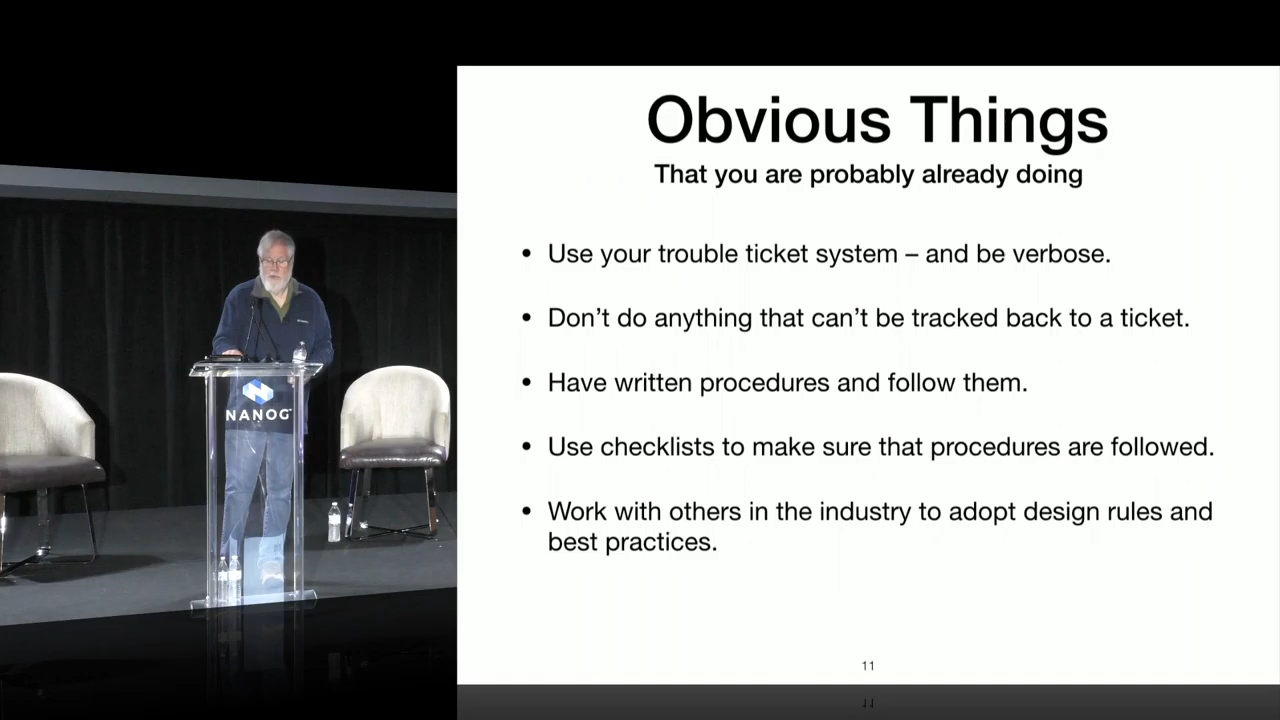 Obvious Things
That you are probably already doing
• Use your trouble ticket system – and be verbose.
• Don’t do anything that can’t be tracked back to a ticket.
• Have written procedures and follow them.
• Use checklists to make sure that procedures are followed.
• Work with others in the industry to adopt design rules and
best practices.
11
NANOG